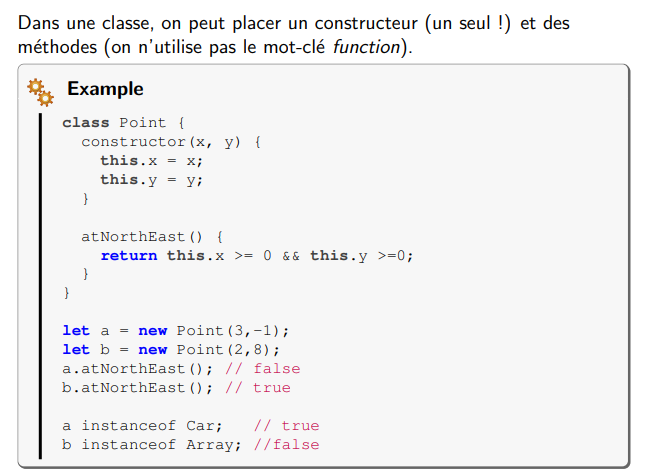 Dans une classe, on peut placer un constructeur (un seul !) et des
méthodes (on n'utilise pas le mot-clé function).
Example
class Point {
  constructor(x, y) {
    this.x = x;
    this.y = y;
  }

  atNorthEast() {
    return this.x >= 0 && this.y >=0;
  }
}

let a = new Point(3,-1);
let b = new Point(2,8);
a.atNorthEast(); // false
b.atNorthEast(); // true

a instanceof Car;   // true
b instanceof Array; //false